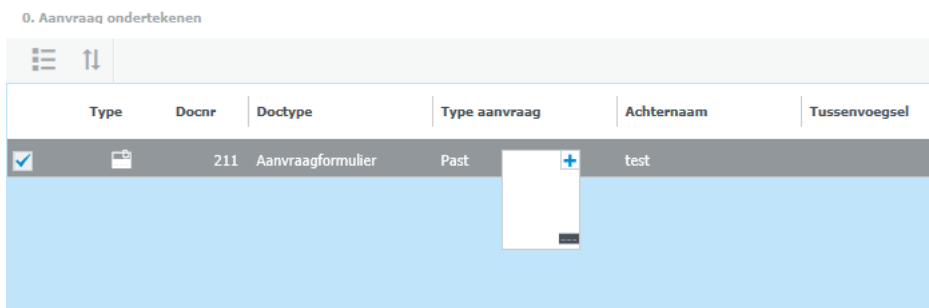 0. Aanvraag ondertekenen
Type Docnr Doctype Type aanvraag Achternaam Tussenvoegsel
211 Aanvraagformulier Past test